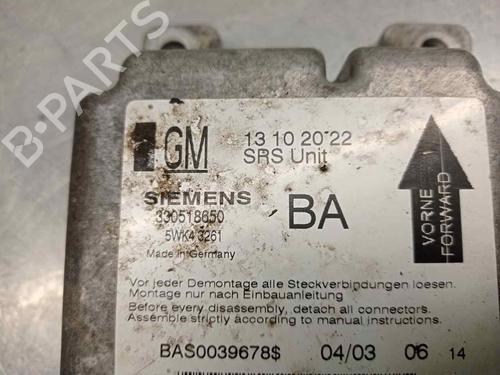 B-PARTS
GM
13 10 20 22
SRS Unit
SIEMENS
330518650
BA
5WK4 3261
Made in Germany
VORNE
FORWARD
Vor jeder Demontage alle Steckverbindungen loesen.
Montage nur nach Einbauanleitung
Before every disassembly, detach all connectors.
Assemble strictly according to manual instructions.
BAS0039678$ 04/03 06 14